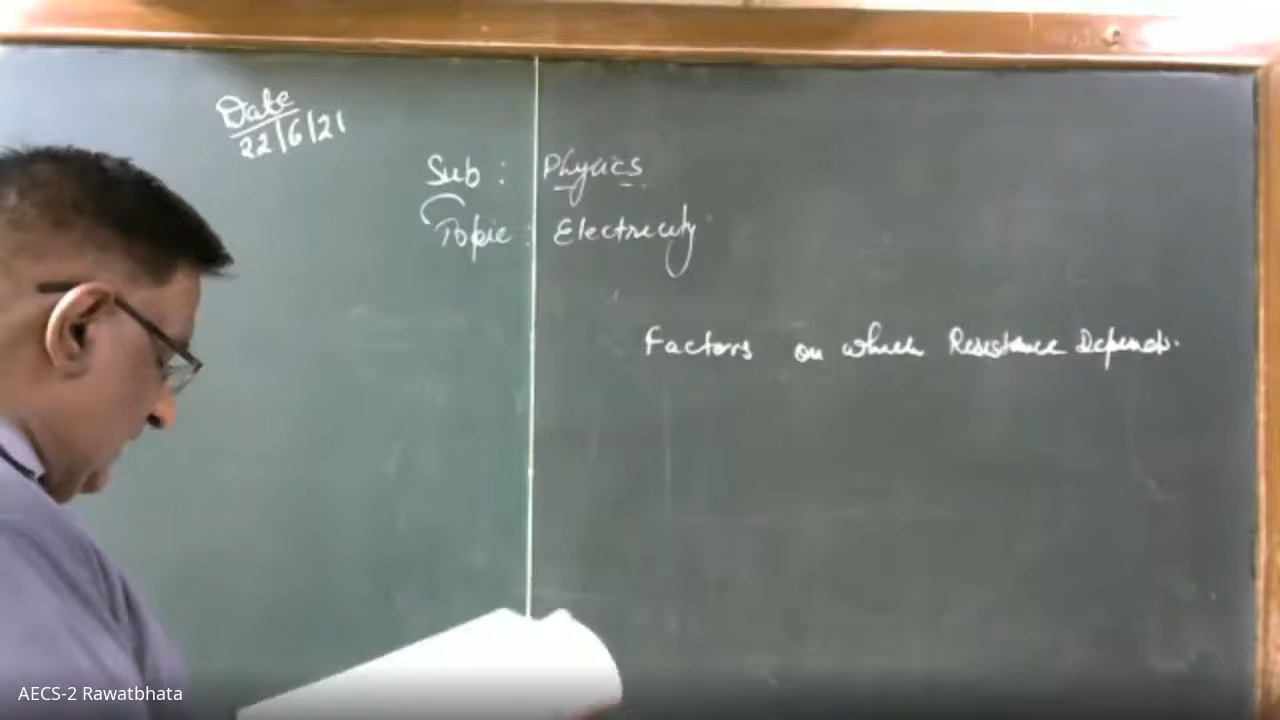 Date
22/6/21
Sub : Physics
Topic : Electricity
Factors on which Resistance Depends.
AECS-2 Rawatbhata